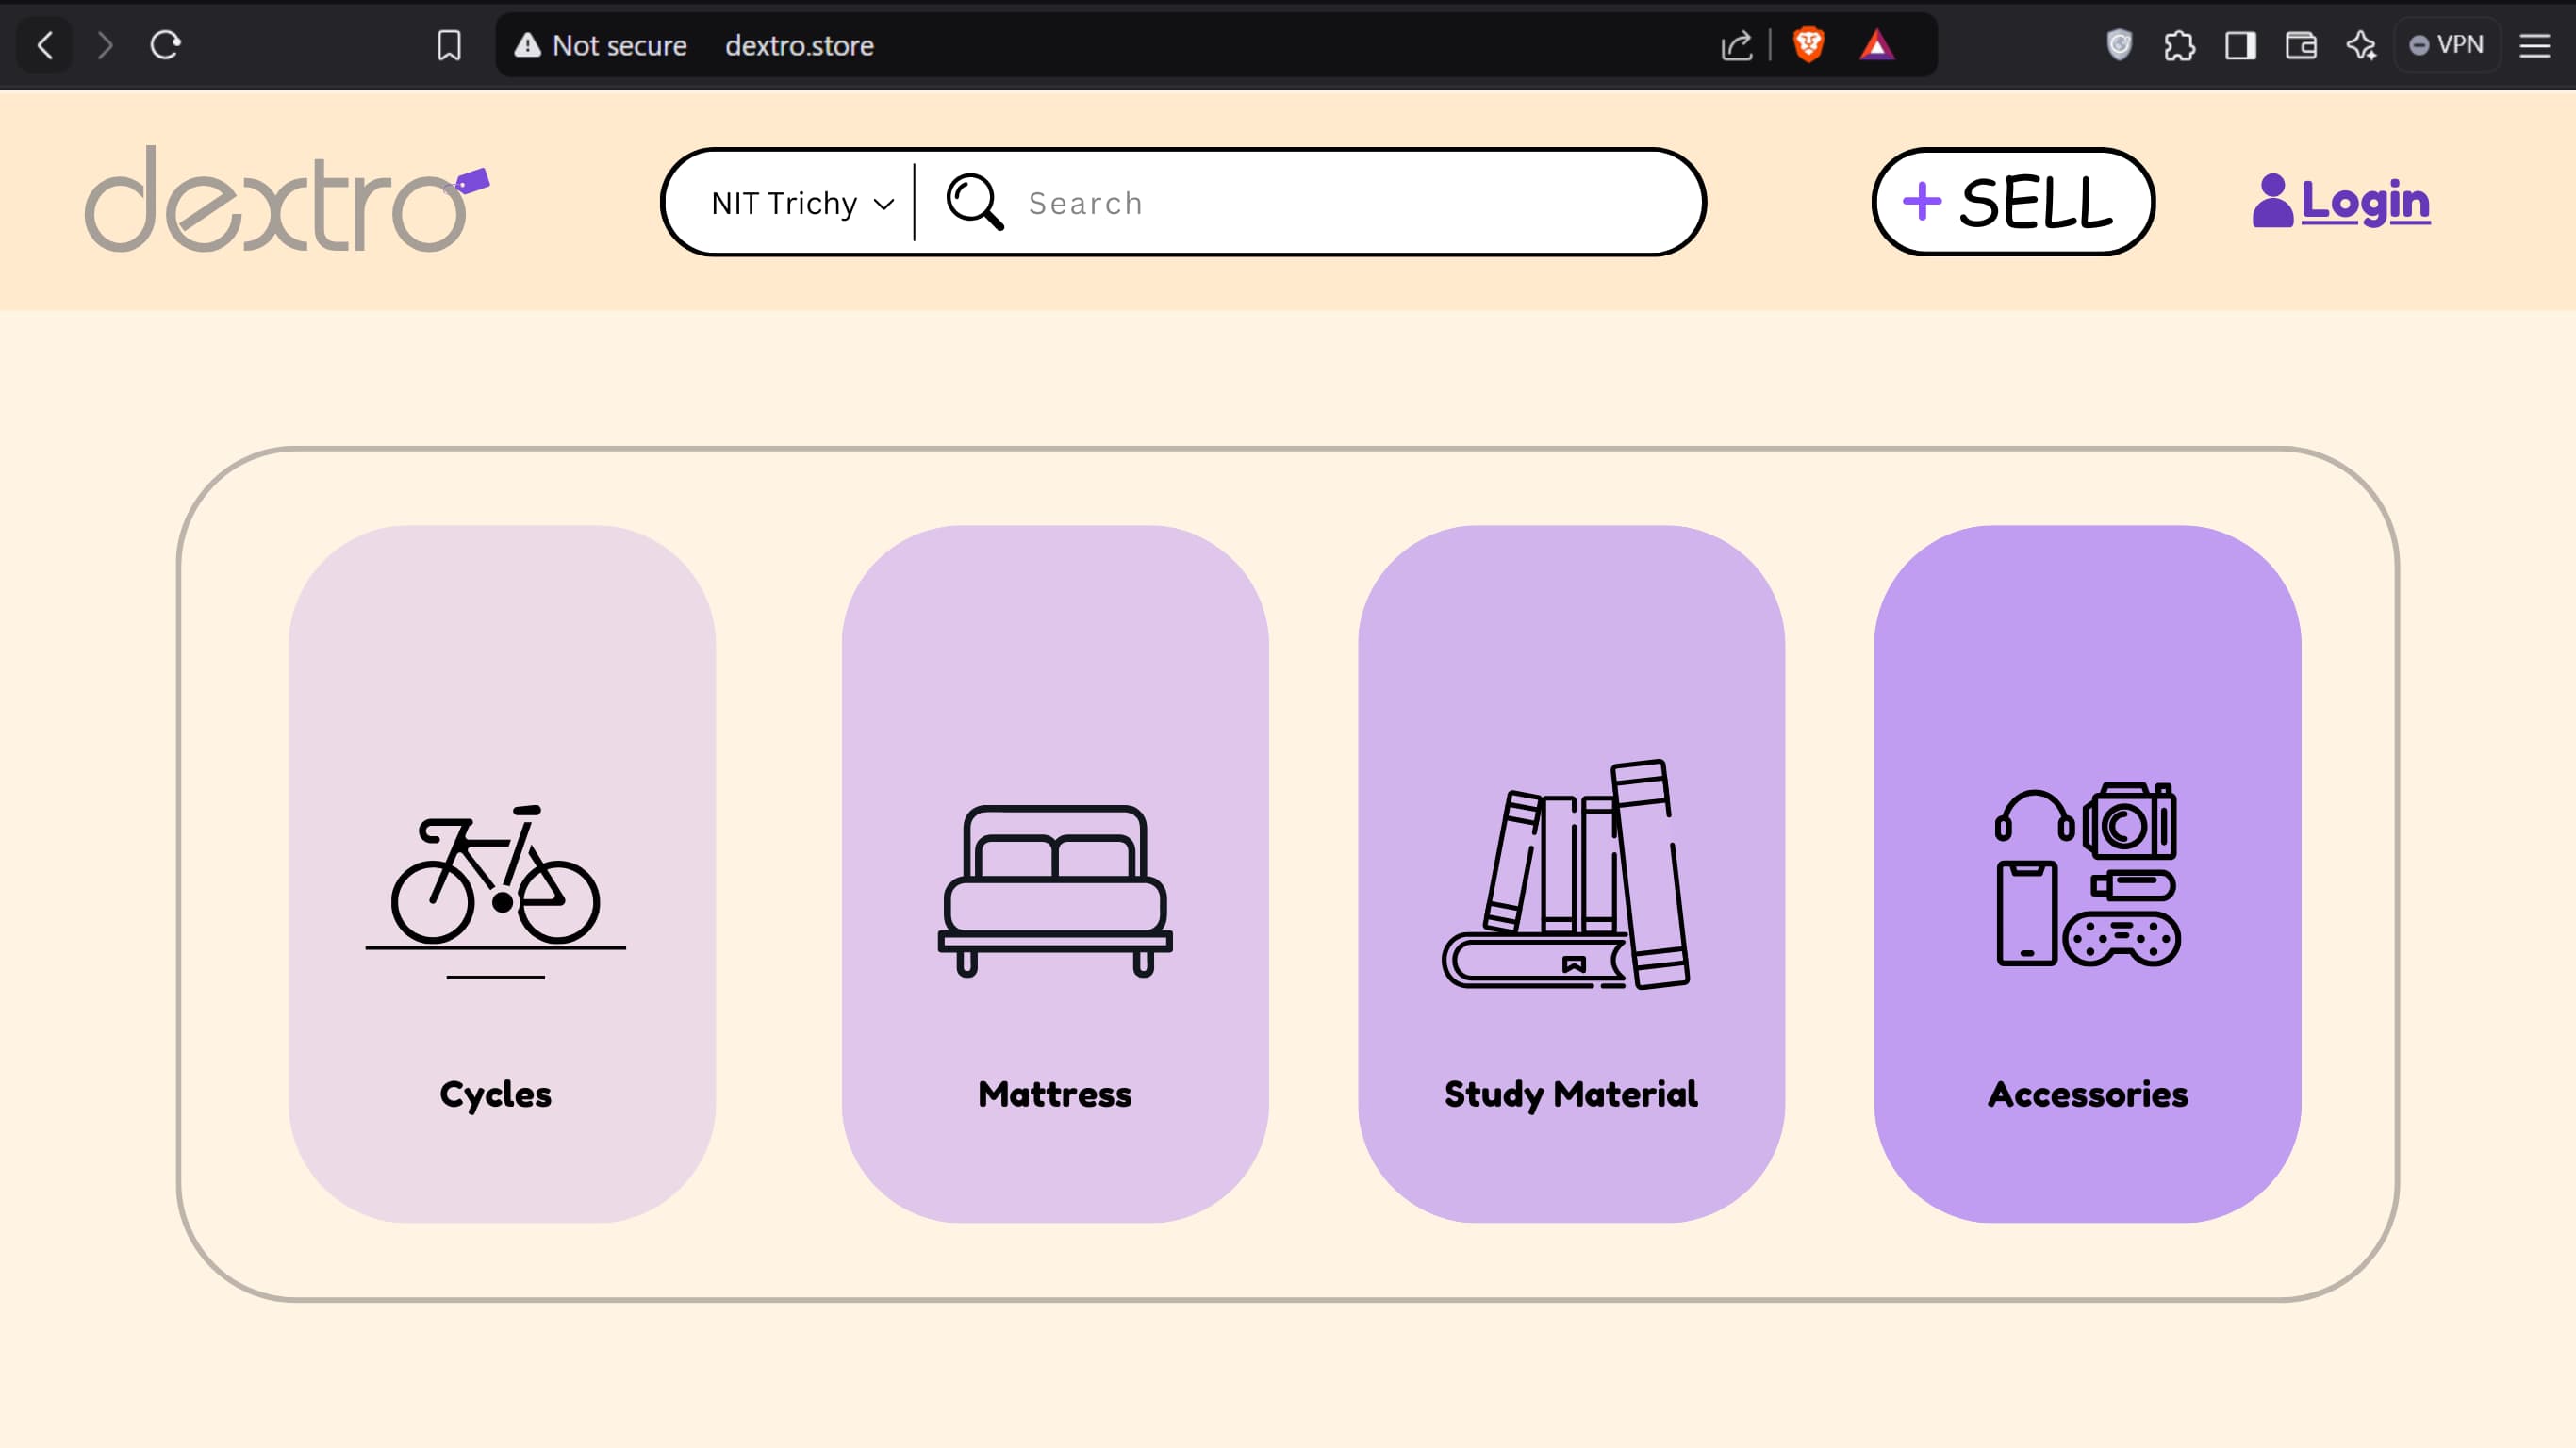 Not secure dextro.store VPN
dextro NIT Trichy Search + SELL Login
Cycles Mattress Study Material Accessories